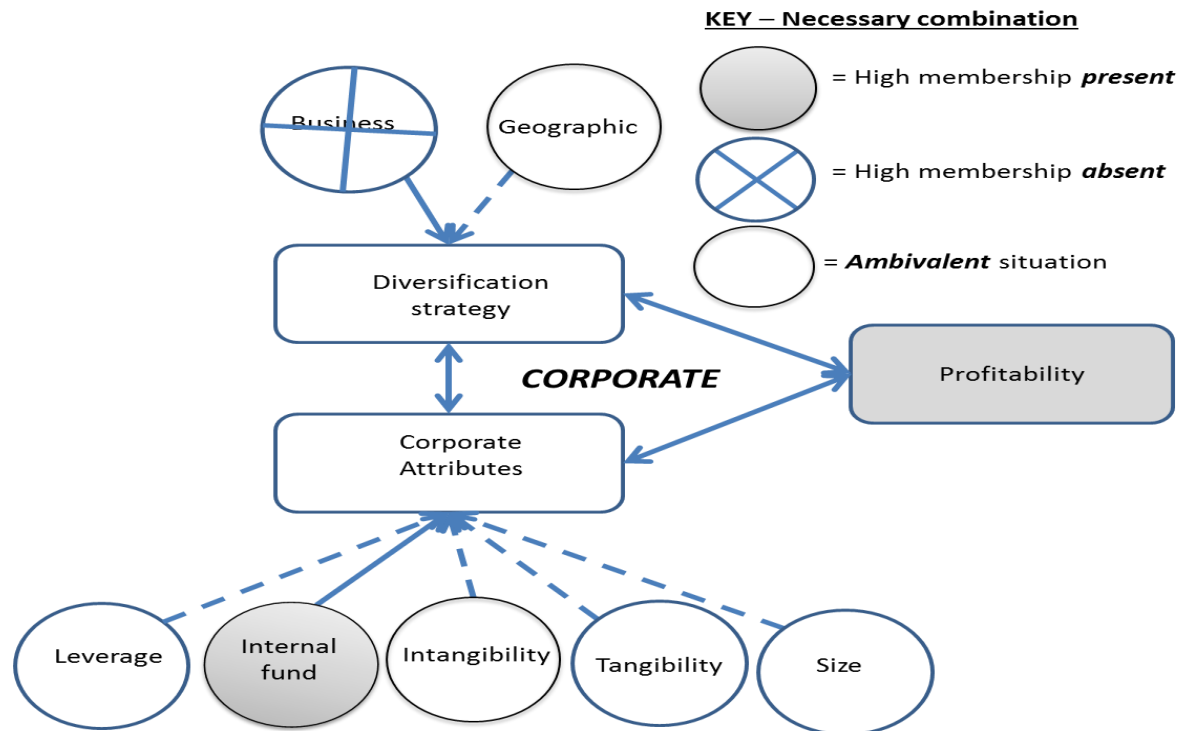 KEY – Necessary combination
= High membership present
= High membership absent
= Ambivalent situation
Business
Geographic
Diversification
strategy
CORPORATE
Profitability
Corporate
Attributes
Leverage
Internal
fund
Intangibility
Tangibility
Size